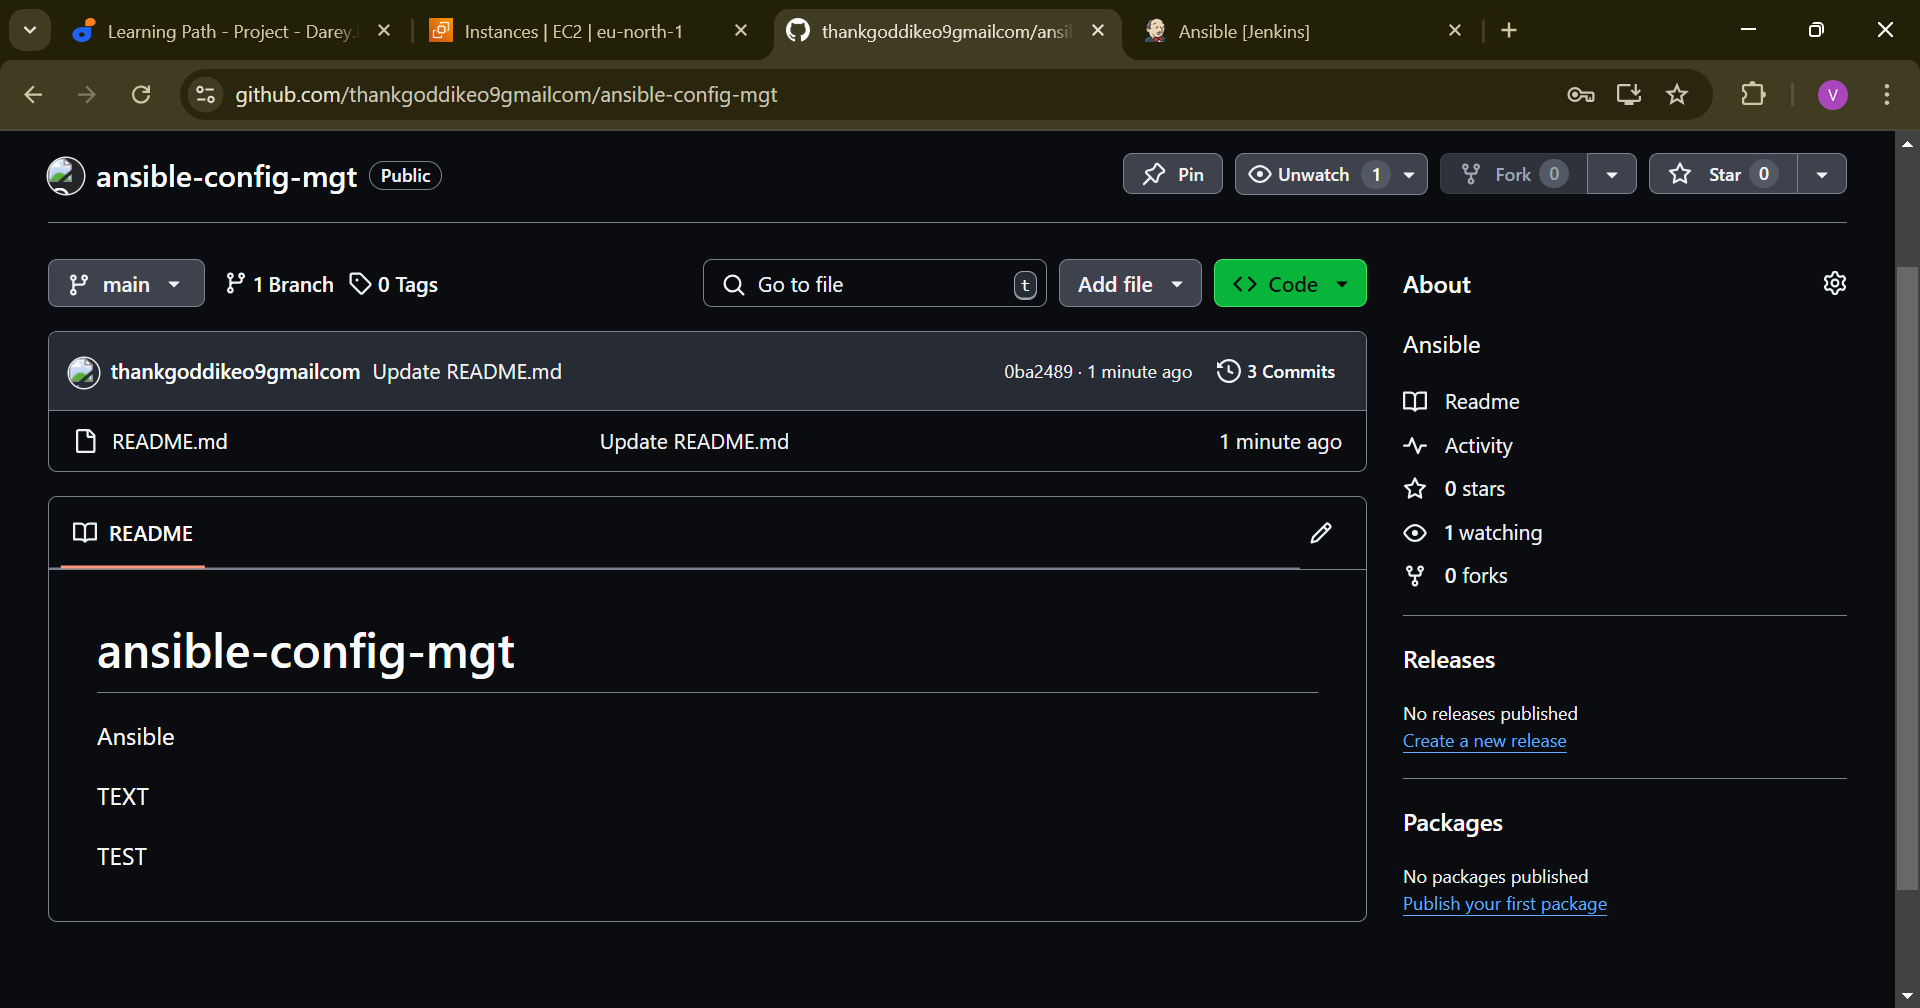 Learning Path - Project - Darey.i
Instances | EC2 | eu-north-1
thankgoddikeo9gmailcom/ansi
Ansible [Jenkins]
github.com/thankgoddikeo9gmailcom/ansible-config-mgt
V
ansible-config-mgt
Public
Pin
Unwatch 1
Fork 0
Star 0
main
1 Branch
0 Tags
Go to file
t
Add file
Code
thankgoddikeo9gmailcom Update README.md
0ba2489 · 1 minute ago
3 Commits
README.md
Update README.md
1 minute ago
README
ansible-config-mgt
Ansible
TEXT
TEST
About
Ansible
Readme
Activity
0 stars
1 watching
0 forks
Releases
No releases published
Create a new release
Packages
No packages published
Publish your first package